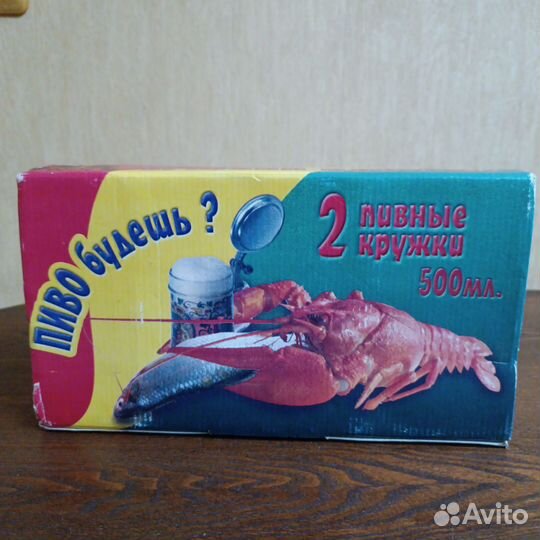 ПИВО будешь ?
2 пивные
кружки
500мл.
Avito